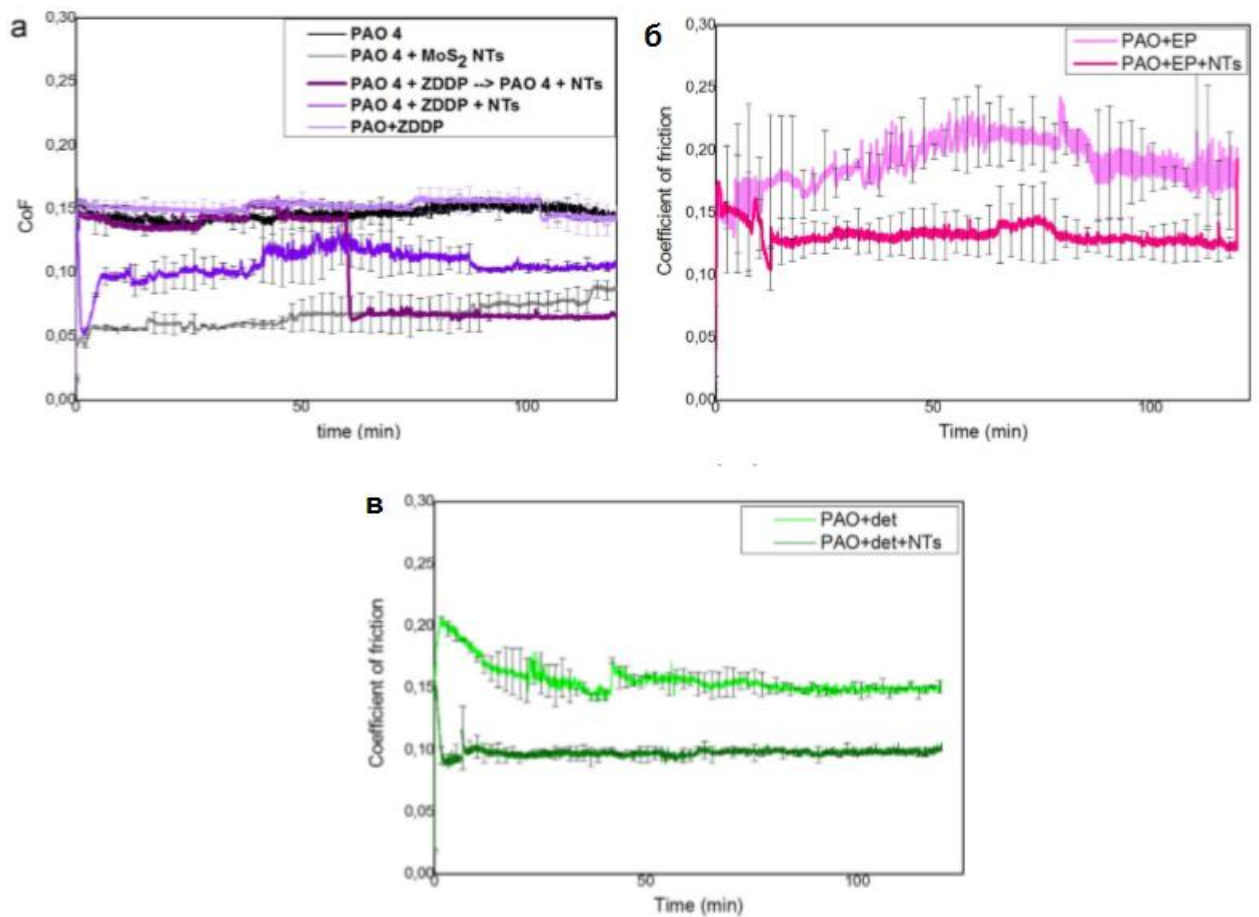 а
0,30
0,25
0,20
0,15
0,10
0,05
0,00
CoF
PAO 4
PAO 4 + MoS2 NTs
PAO 4 + ZDDP --> PAO 4 + NTs
PAO 4 + ZDDP + NTs
PAO+ZDDP
0 50 100
time (min)
б
0,30
0,25
0,20
0,15
0,10
0,05
0,00
Coefficient of friction
PAO+EP
PAO+EP+NTs
0 50 100
Time (min)
в
0,30
0,25
0,20
0,15
0,10
0,05
0,00
Coefficient of friction
PAO+det
PAO+det+NTs
0 50 100
Time (min)